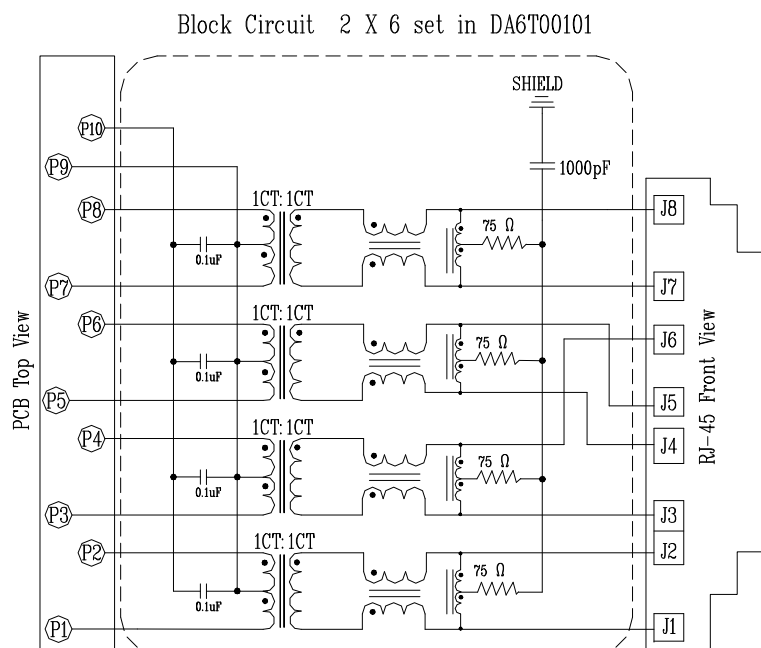 Block Circuit 2 X 6 set in DA6T00101
SHIELD
1000pF
P10
P9
P8
1CT: 1CT
75 Ω
J8
0.1uF
P7
J7
P6
1CT: 1CT
75 Ω
J6
0.1uF
P5
J5
P4
1CT: 1CT
J4
75 Ω
0.1uF
P3
J3
P2
1CT: 1CT
J2
75 Ω
0.1uF
P1
J1
PCB Top View
RJ-45 Front View